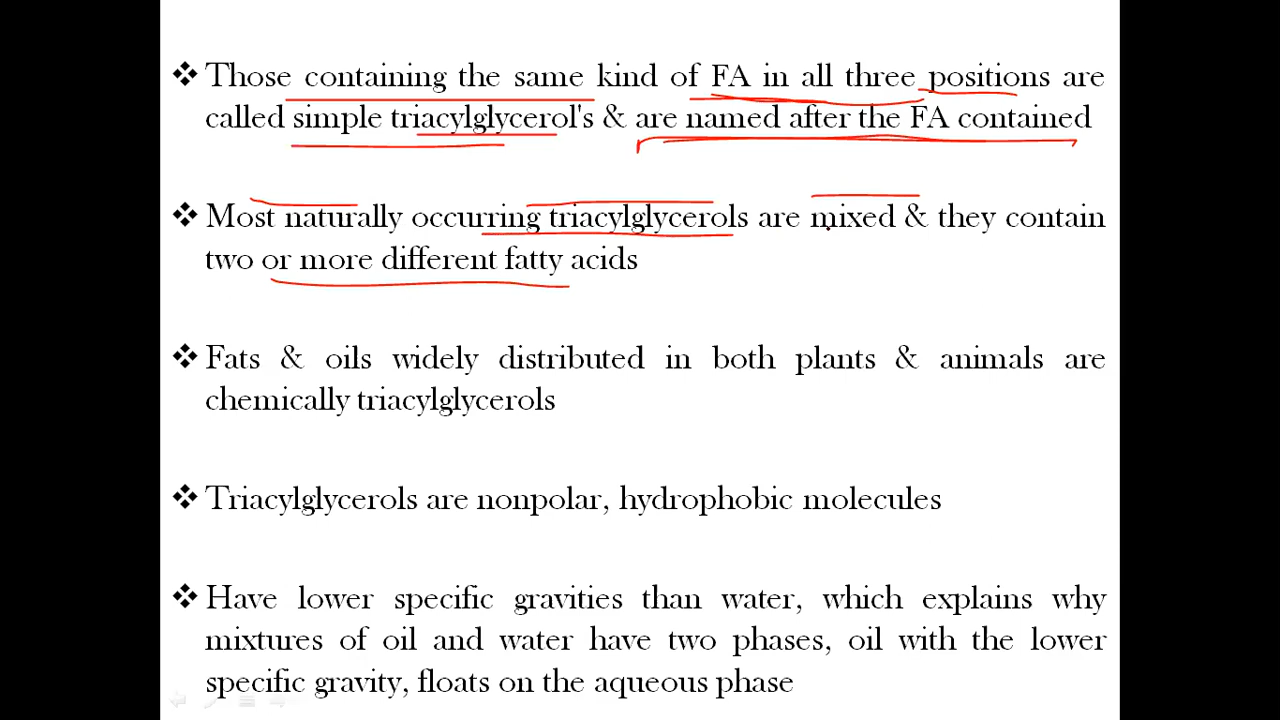 ❖ Those containing the same kind of FA in all three positions are
called simple triacylglycerol's & are named after the FA contained
❖ Most naturally occurring triacylglycerols are mixed & they contain
two or more different fatty acids
❖ Fats & oils widely distributed in both plants & animals are
chemically triacylglycerols
❖ Triacylglycerols are nonpolar, hydrophobic molecules
❖ Have lower specific gravities than water, which explains why
mixtures of oil and water have two phases, oil with the lower
specific gravity, floats on the aqueous phase